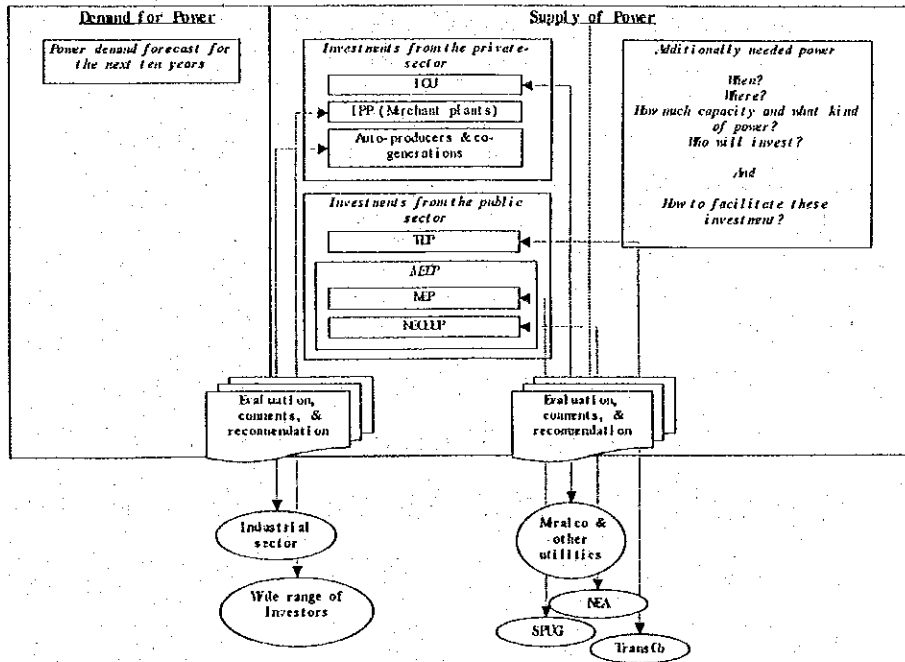 Demand for Power
Supply of Power
Power demand forecast for
the next ten years
Investments from the private-
sector
IOU
IPP (Merchant plants)
Auto-producers & co-
generations
Investments from the public
sector
TDP
MEDP
MEP
Additionally needed power
When?
Where?
How much capacity and what kind
of power?
Who will invest?
And
How to facilitate these
investment?
Evaluation,
comments, &
recommendation
Evaluation,
comments, &
recommendation
Industrial
sector
Wide range of
Investors
Meralco &
other
utilities
NEA
SPUG
TransCo